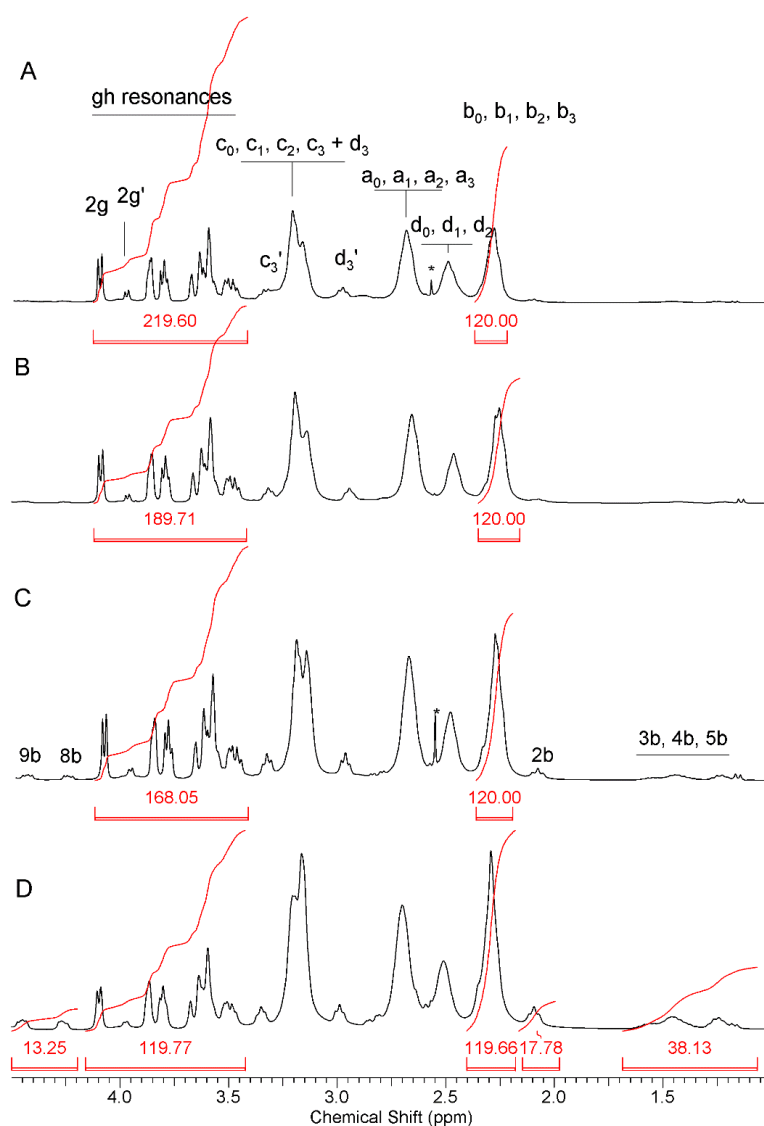 A
gh resonances
b₀, b₁, b₂, b₃
c₀, c₁, c₂, c₃ + d₃
a₀, a₁, a₂, a₃
2g
2g'
d₀, d₁, d₂
c₃'
d₃'
*
219.60
120.00
B
189.71
120.00
C
*
9b
8b
2b
3b, 4b, 5b
168.05
120.00
D
13.25
119.77
119.66
17.78
38.13
4.0
3.5
3.0
2.5
2.0
1.5
Chemical Shift (ppm)